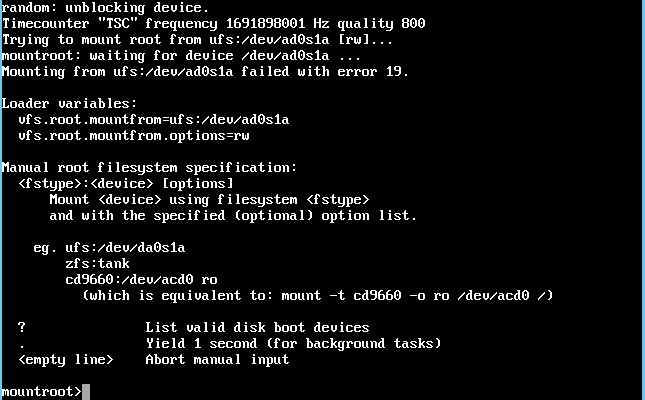 random: unblocking device.
Timecounter "TSC" frequency 1691898001 Hz quality 800
Trying to mount root from ufs:/dev/ad0s1a [rw]...
mountroot: waiting for device /dev/ad0s1a ...
Mounting from ufs:/dev/ad0s1a failed with error 19.
Loader variables:
vfs.root.mountfrom=ufs:/dev/ad0s1a
vfs.root.mountfrom.options=rw
Manual root filesystem specification:
<fstype>:<device> [options]
Mount <device> using filesystem <fstype>
and with the specified (optional) option list.
eg. ufs:/dev/da0s1a
zfs:tank
cd9660:/dev/acd0 ro
(which is equivalent to: mount -t cd9660 -o ro /dev/acd0 /)
? List valid disk boot devices
. Yield 1 second (for background tasks)
<empty line> Abort manual input
mountroot>